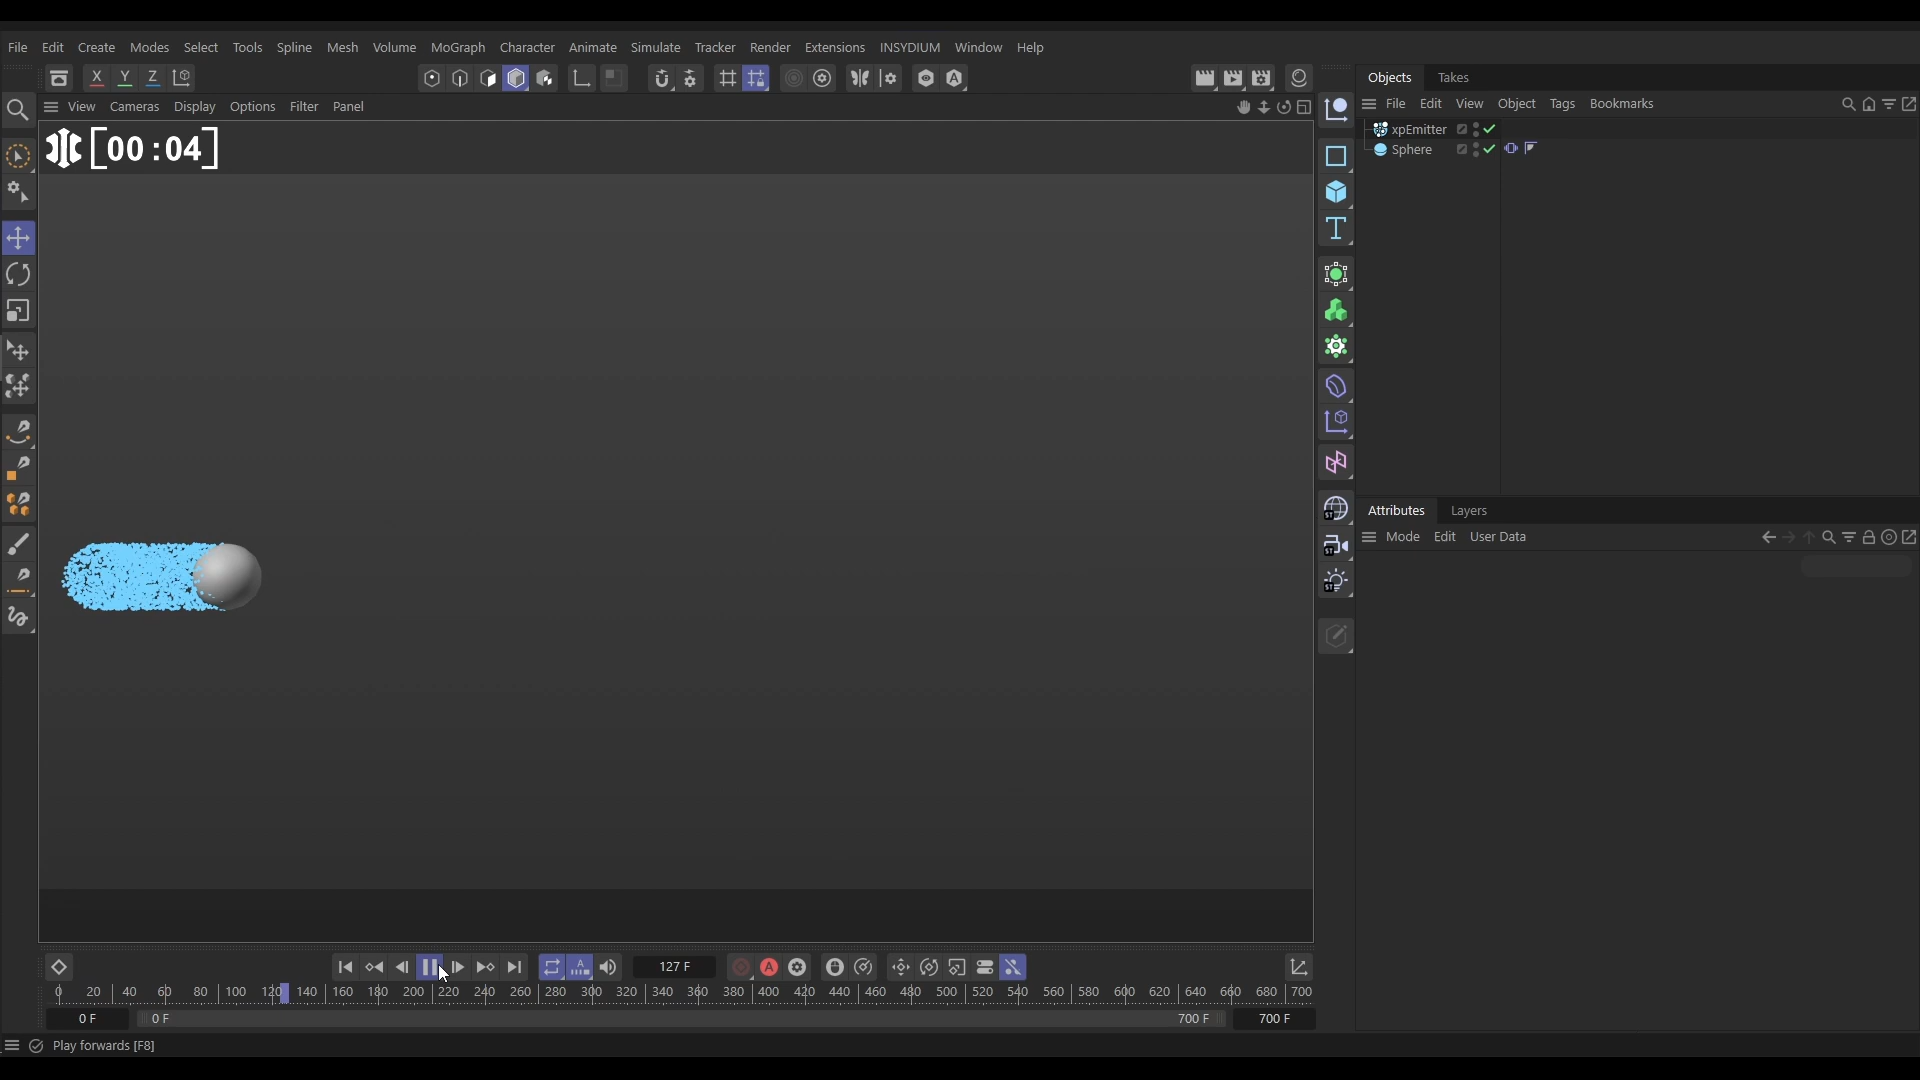 File Edit Create Modes Select Tools Spline Mesh Volume MoGraph Character Animate Simulate Tracker Render Extensions INSYDIUM Window Help
X Y Z
Objects Takes
View Cameras Display Options Filter Panel
File Edit View Object Tags Bookmarks
[00:04]
xpEmitter
Sphere
Attributes Layers
Mode Edit User Data
127 F
0 20 40 60 80 100 120 140 160 180 200 220 240 260 280 300 320 340 360 380 400 420 440 460 480 500 520 540 560 580 600 620 640 660 680 700
0 F 0 F 700 F 700 F
Play forwards [F8]